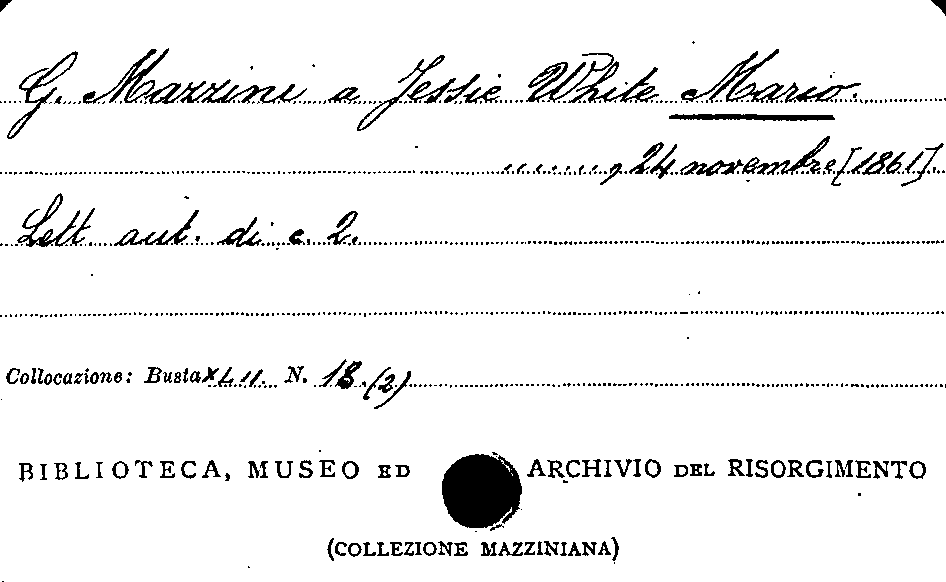 G. Mazzini a Jessie White Mario.
........, 24 novembre [1861].
Lett. aut. di c. 2.
Collocazione: Busta XLII. N. 18.(2)
BIBLIOTECA, MUSEO ED ARCHIVIO DEL RISORGIMENTO
(COLLEZIONE MAZZINIANA)